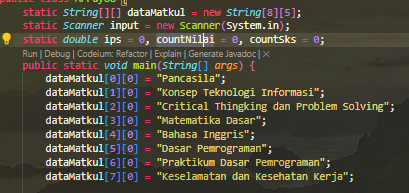 static String[][] dataMatkul = new String[8][5];
static Scanner input = new Scanner(System.in);
static double ips = 0, countNilai = 0, countSks = 0;
Run | Debug | Codeium: Refactor | Explain | Generate Javadoc | ✕
public static void main(String[] args) {
dataMatkul[0][0] = "Pancasila";
dataMatkul[1][0] = "Konsep Teknologi Informasi";
dataMatkul[2][0] = "Critical Thingking dan Problem Solving";
dataMatkul[3][0] = "Matematika Dasar";
dataMatkul[4][0] = "Bahasa Inggris";
dataMatkul[5][0] = "Dasar Pemrograman";
dataMatkul[6][0] = "Praktikum Dasar Pemrograman";
dataMatkul[7][0] = "Keselamatan dan Kesehatan Kerja";